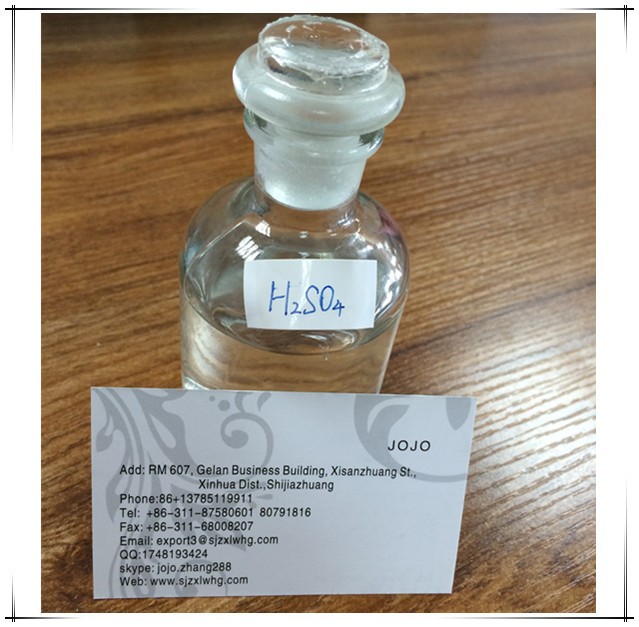 H₂SO₄
JOJO
Add: RM 607, Gelan Business Building, Xisanzhuang St.,
Xinhua Dist.,Shijiazhuang
Phone:86+13785119911
Tel: +86-311-87580601 80791816
Fax: +86-311-68008207
Email: export3@sjzxlwhg.com
QQ:1748193424
skype: jojo.zhang288
Web: www.sjzxlwhg.com